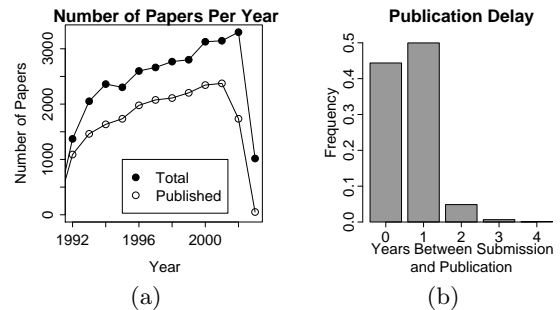 Number of Papers Per Year
Number of Papers
0
1000
2000
3000
Total
Published
1992
1996
2000
Year
(a)
Publication Delay
Frequency
0.0
0.1
0.2
0.3
0.4
0.5
0
1
2
3
4
Years Between Submission
and Publication
(b)